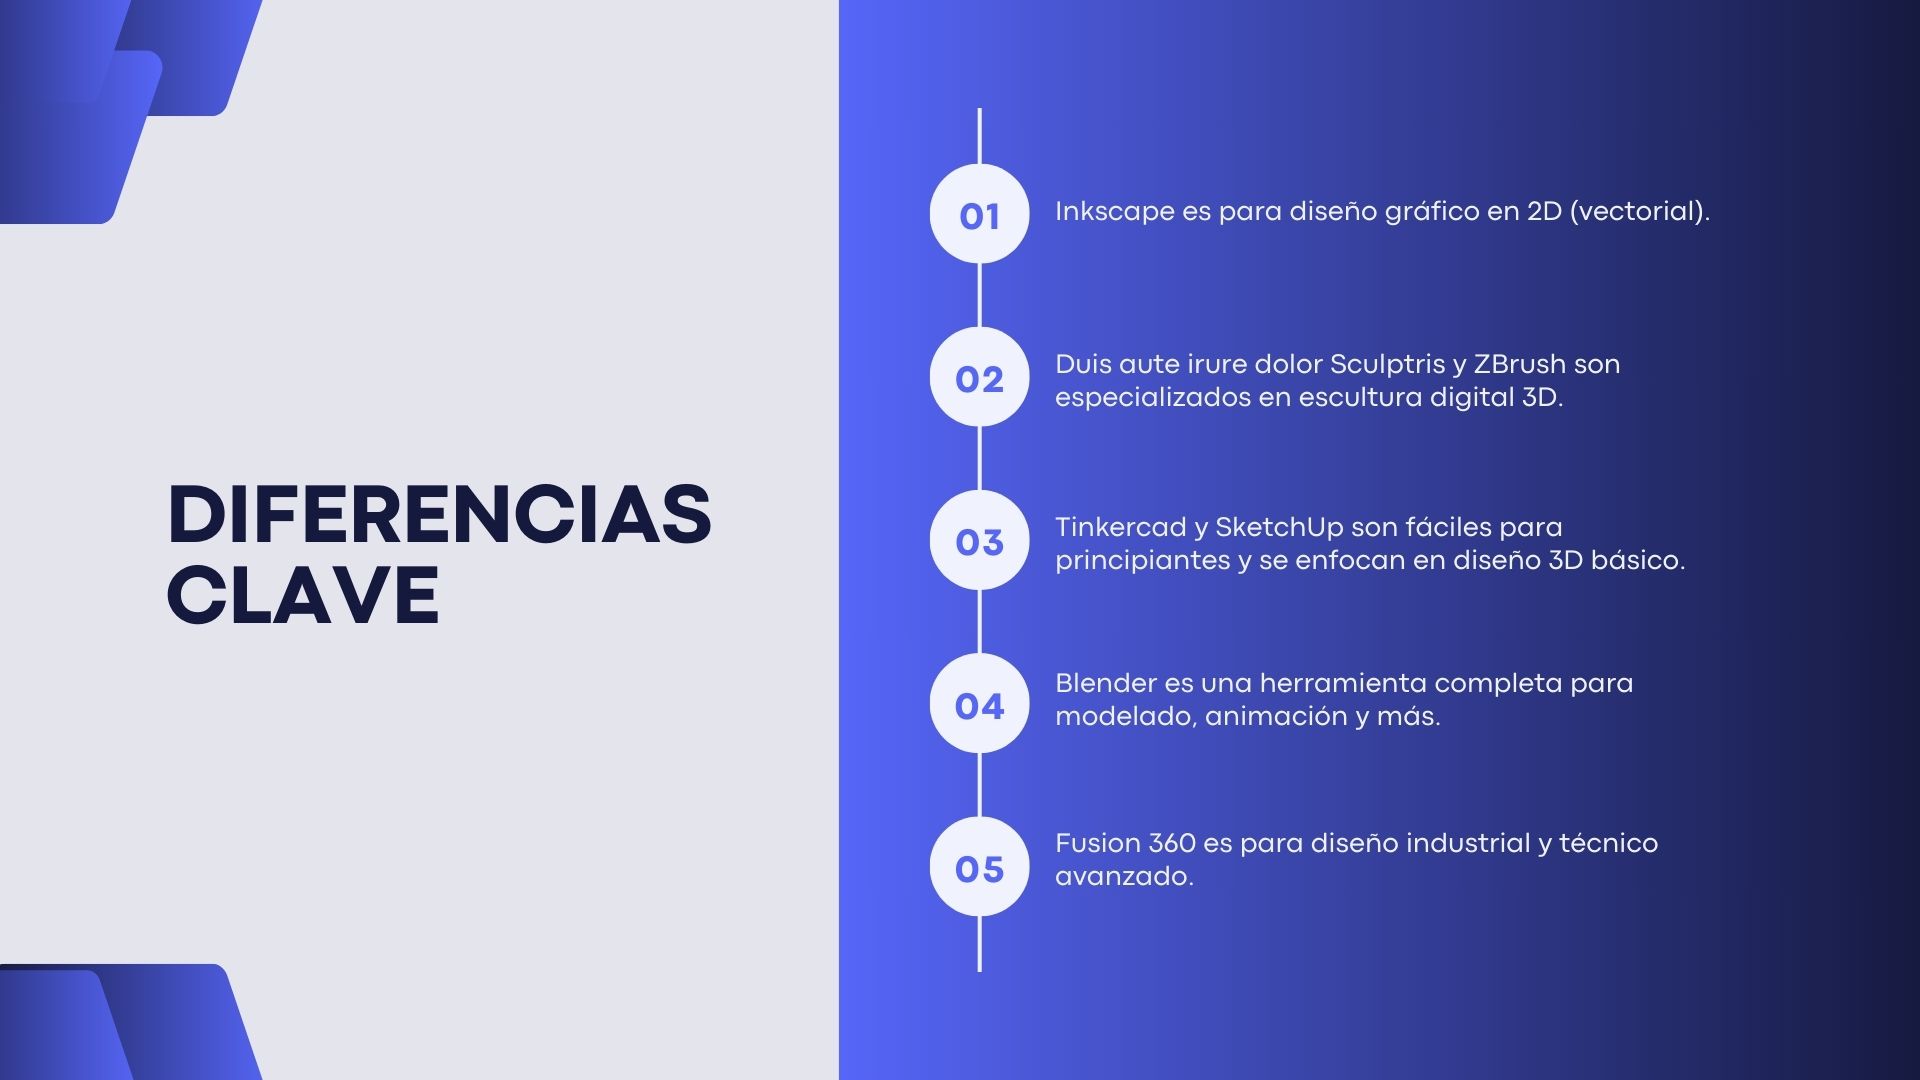 DIFERENCIAS
CLAVE
01
Inkscape es para diseño gráfico en 2D (vectorial).
02
Duis aute irure dolor Sculptris y ZBrush son
especializados en escultura digital 3D.
03
Tinkercad y SketchUp son fáciles para
principiantes y se enfocan en diseño 3D básico.
04
Blender es una herramienta completa para
modelado, animación y más.
05
Fusion 360 es para diseño industrial y técnico
avanzado.